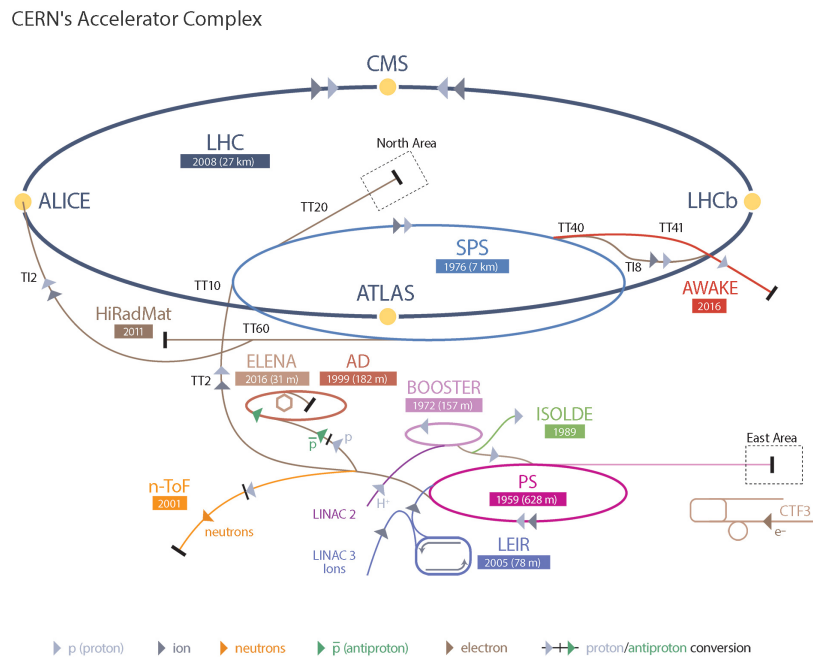 CERN's Accelerator Complex
CMS
North Area
LHC
2008 (27 km)
ALICE
LHCb
TT20
TT40
TT41
SPS
1976 (7 km)
TI8
TI2
TT10
ATLAS
AWAKE
2016
HiRadMat
2011
TT60
ELENA
2016 (31 m)
AD
1999 (182 m)
TT2
BOOSTER
1972 (157 m)
ISOLDE
1989
p
p̅
East Area
n-ToF
2001
PS
1959 (628 m)
H⁺
LINAC 2
neutrons
CTF3
e⁻
LEIR
2005 (78 m)
LINAC 3
Ions
p (proton)
ion
neutrons
p̅ (antiproton)
electron
proton/antiproton conversion